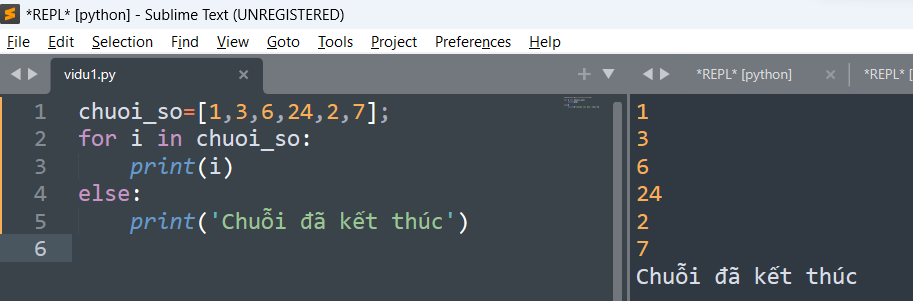 *REPL* [python] - Sublime Text (UNREGISTERED)
File Edit Selection Find View Goto Tools Project Preferences Help
vidu1.py
*REPL* [python]
*REPL* [
1 chuoi_so=[1,3,6,24,2,7];
2 for i in chuoi_so:
3 print(i)
4 else:
5 print('Chuỗi đã kết thúc')
6
1
3
6
24
2
7
Chuỗi đã kết thúc